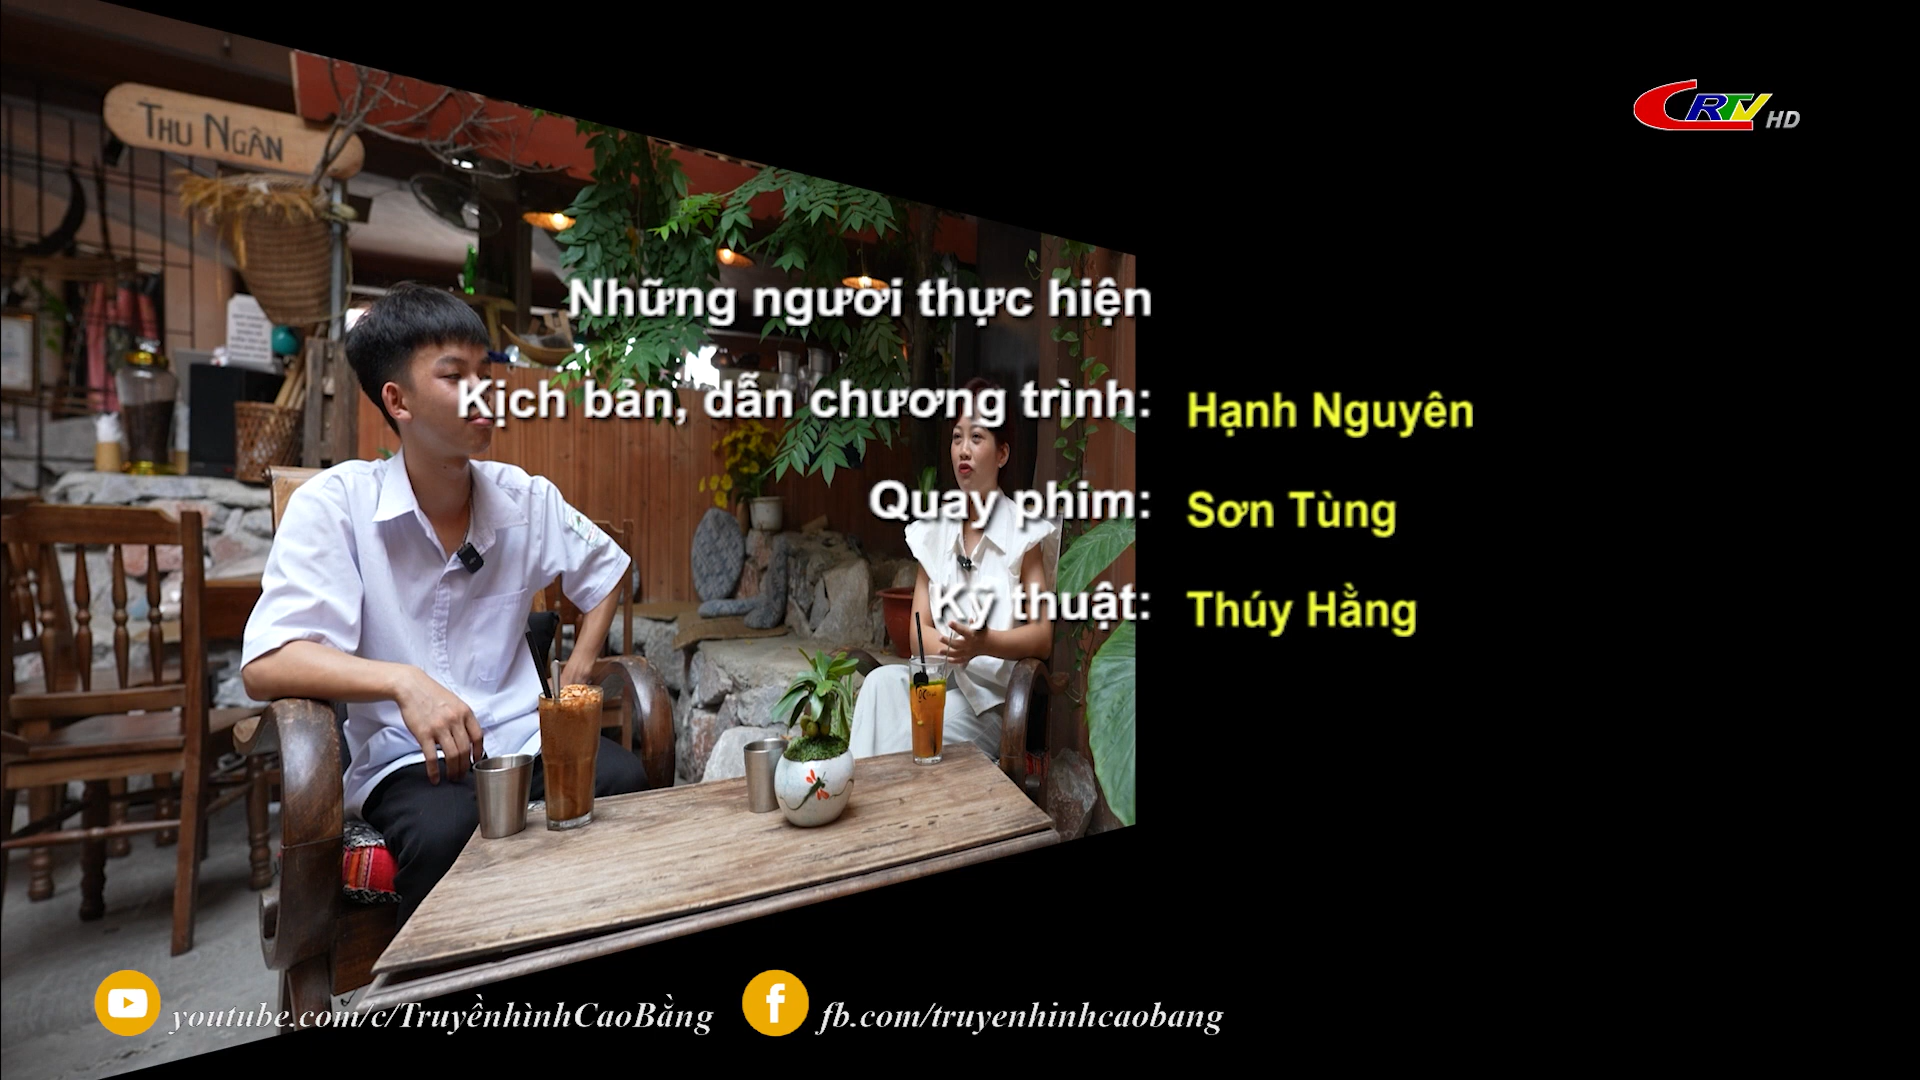 THU NGÂN
CRTV HD
Những người thực hiện
Kịch bản, dẫn chương trình: Hạnh Nguyên
Quay phim: Sơn Tùng
Kỹ thuật: Thúy Hằng
youtube.com/c/TruyềnhìnhCaoBằng
fb.com/truyenhinhcaobang